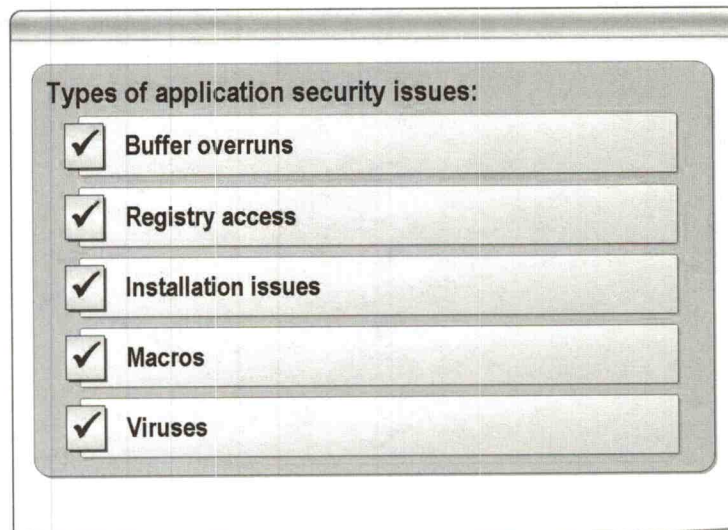 Types of application security issues:
Buffer overruns
Registry access
Installation issues
Macros
Viruses